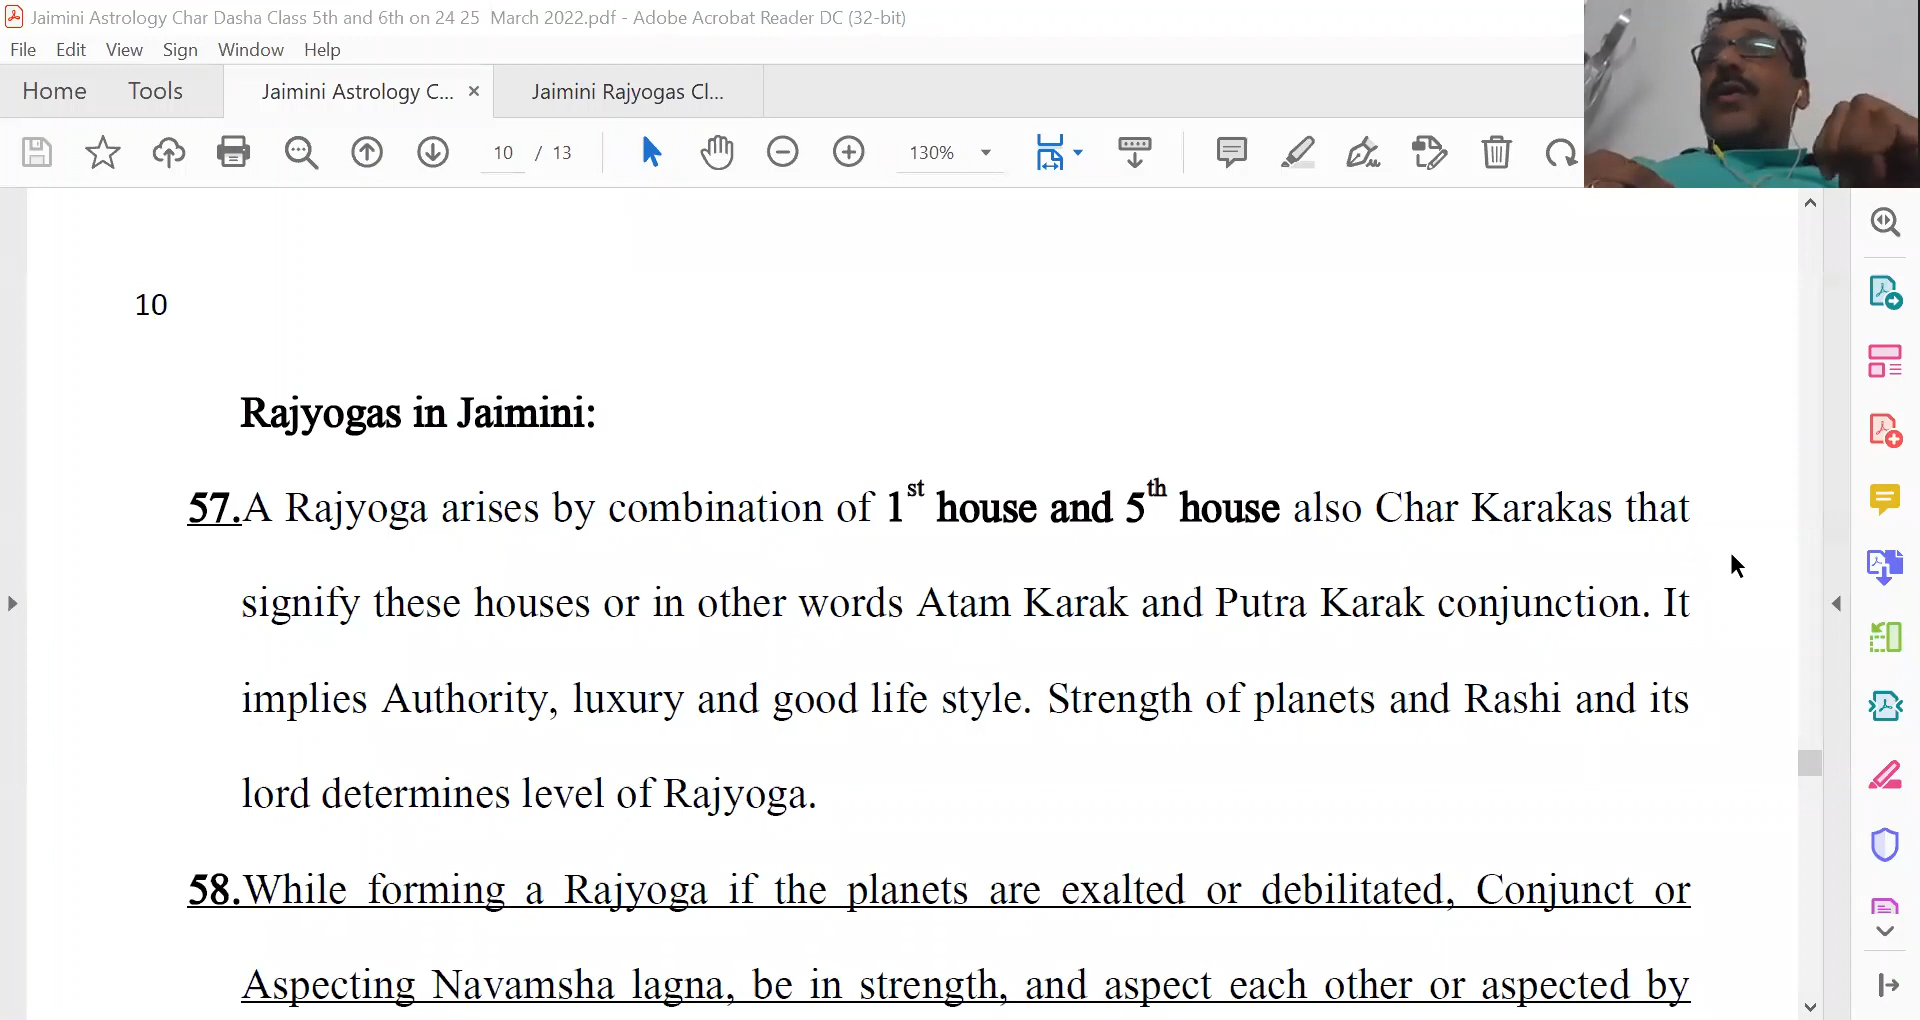 Jaimini Astrology Char Dasha Class 5th and 6th on 24 25 March 2022.pdf - Adobe Acrobat Reader DC (32-bit)
File Edit View Sign Window Help
Home Tools Jaimini Astrology C... × Jaimini Rajyogas Cl...
10 / 13 130%
10
Rajyogas in Jaimini:
57.A Rajyoga arises by combination of 1st house and 5th house also Char Karakas that
signify these houses or in other words Atam Karak and Putra Karak conjunction. It
implies Authority, luxury and good life style. Strength of planets and Rashi and its
lord determines level of Rajyoga.
58.While forming a Rajyoga if the planets are exalted or debilitated, Conjunct or
Aspecting Navamsha lagna, be in strength, and aspect each other or aspected by